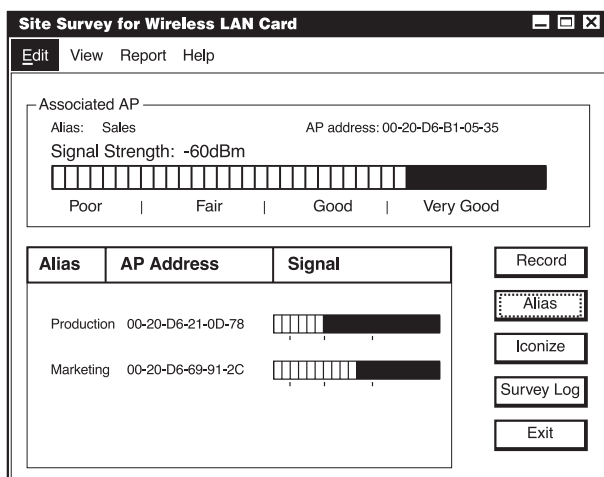 Site Survey for Wireless LAN Card
Edit View Report Help
Associated AP
Alias: Sales AP address: 00-20-D6-B1-05-35
Signal Strength: -60dBm
Poor | Fair | Good | Very Good
Alias AP Address Signal
Production 00-20-D6-21-0D-78
Marketing 00-20-D6-69-91-2C
Record
Alias
Iconize
Survey Log
Exit